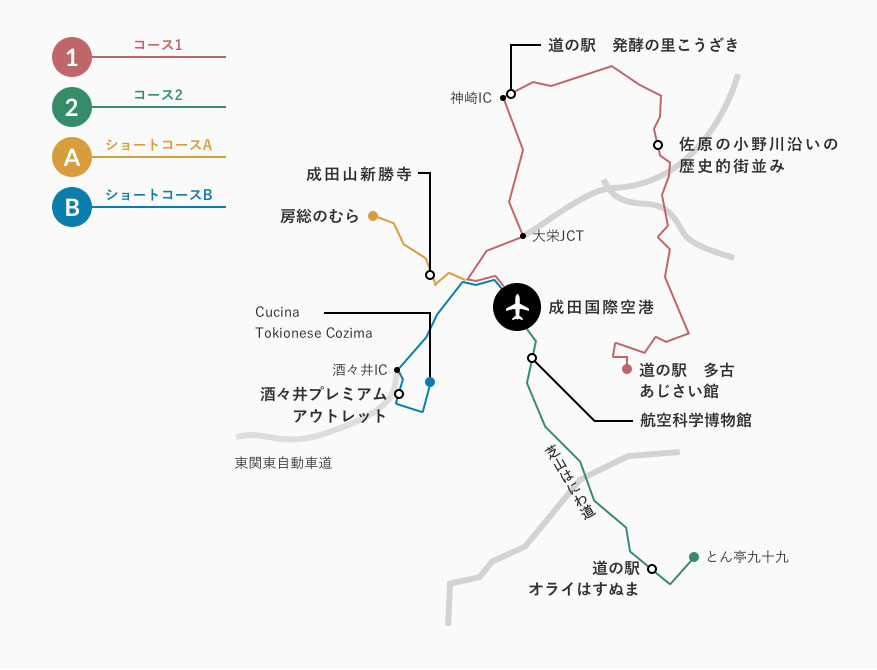 1 コース1
2 コース2
A ショートコースA
B ショートコースB
道の駅　発酵の里こうざき
神崎IC
佐原の小野川沿いの
歴史的街並み
成田山新勝寺
房総のむら
大栄JCT
成田国際空港
Cucina
Tokionese Cozima
酒々井IC
酒々井プレミアム
アウトレット
道の駅　多古
あじさい館
航空科学博物館
東関東自動車道
芝山はにわ道
とん亭九十九
道の駅
オライはすぬま